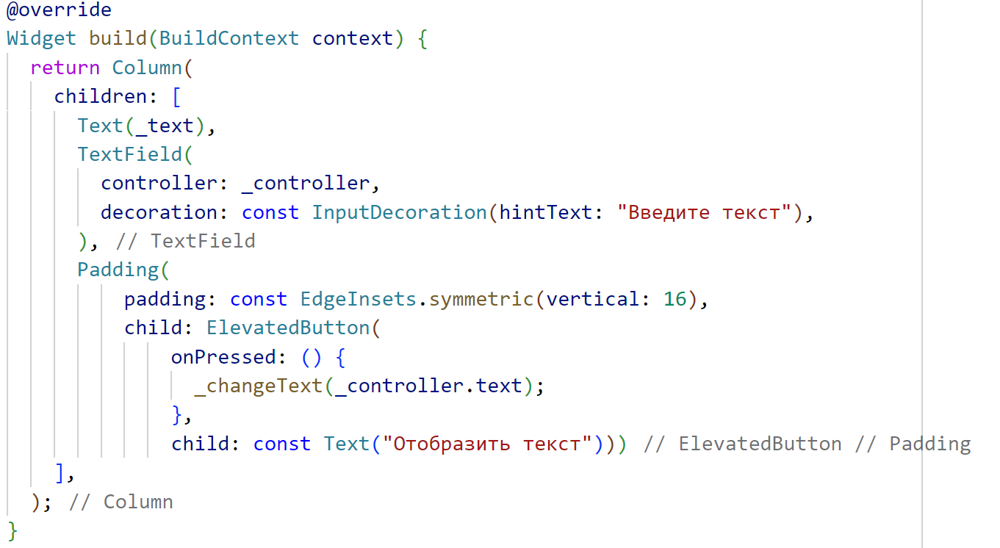 @override
Widget build(BuildContext context) {
  return Column(
    children: [
      Text(_text),
      TextField(
        controller: _controller,
        decoration: const InputDecoration(hintText: "Введите текст"),
      ), // TextField
      Padding(
          padding: const EdgeInsets.symmetric(vertical: 16),
          child: ElevatedButton(
              onPressed: () {
                _changeText(_controller.text);
              },
              child: const Text("Отобразить текст"))) // ElevatedButton // Padding
    ],
  ); // Column
}